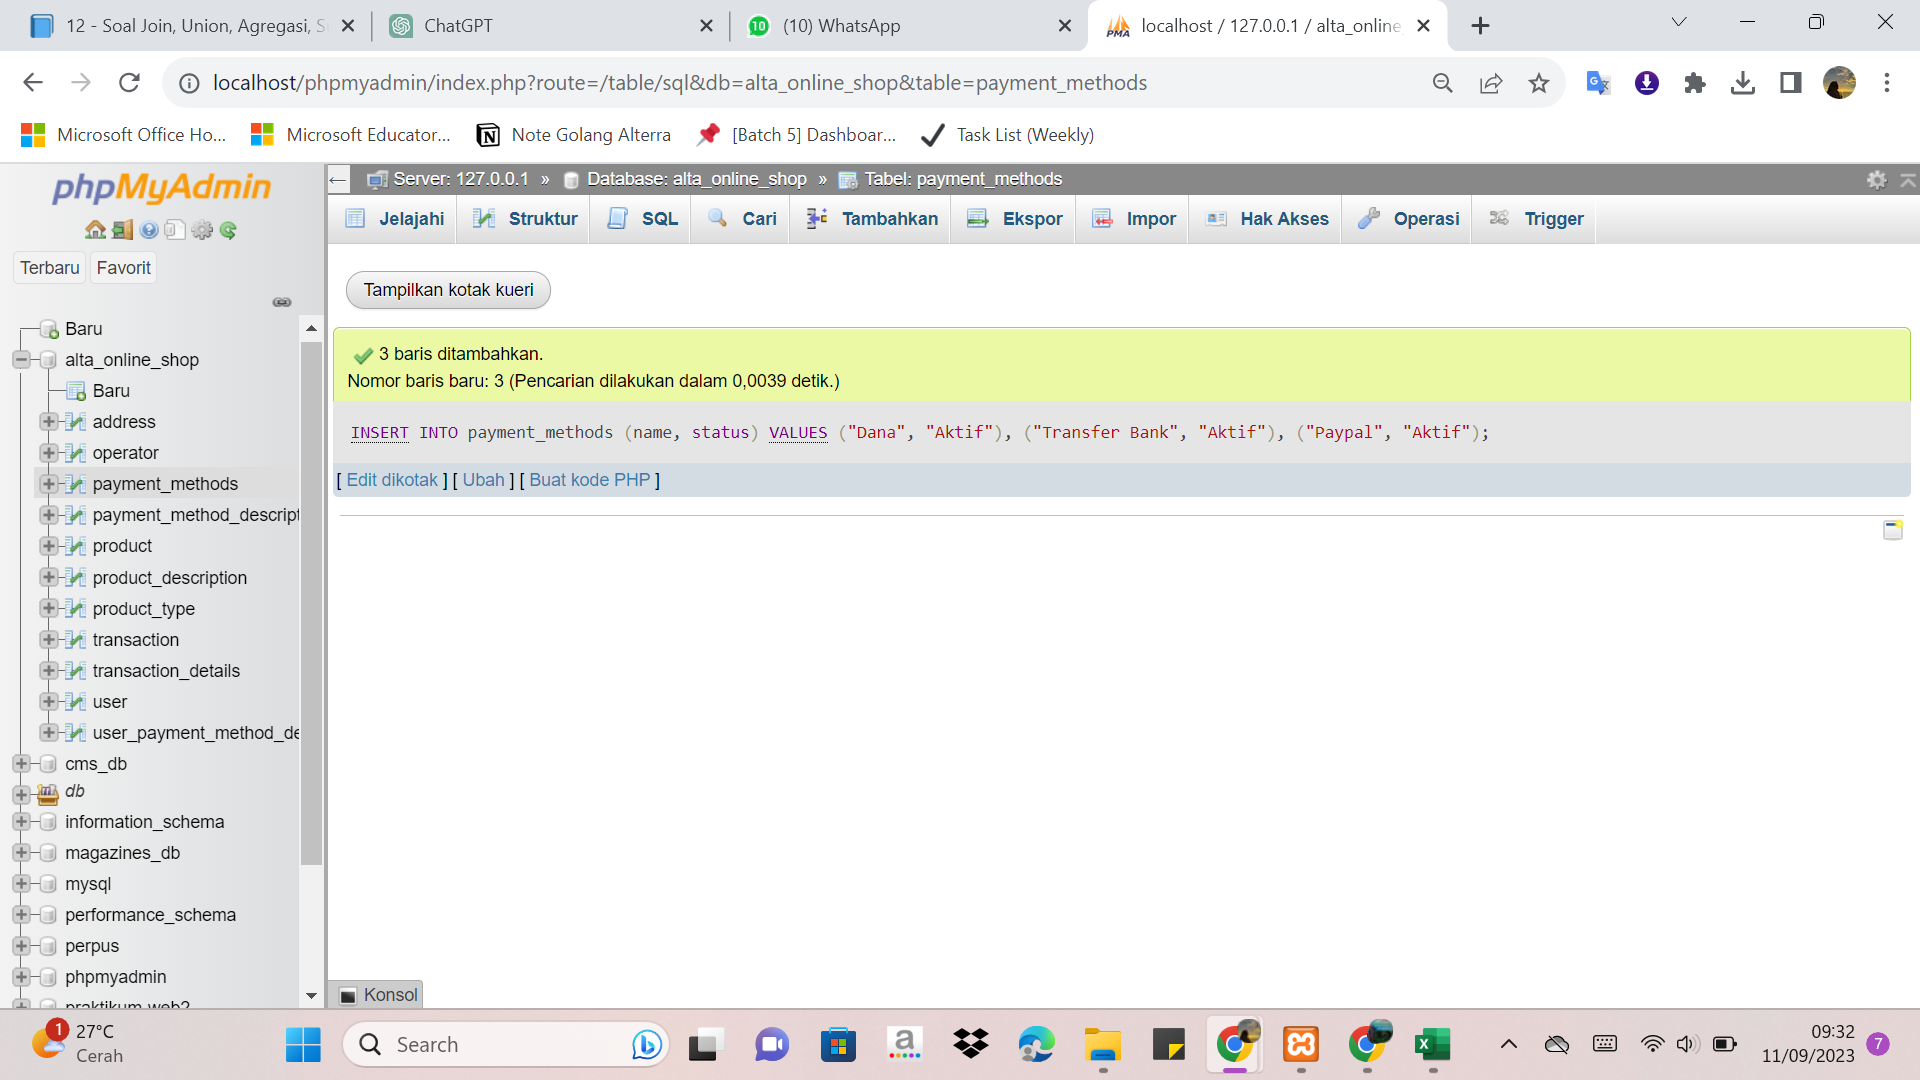 12 - Soal Join, Union, Agregasi, S
ChatGPT
(10) WhatsApp
localhost / 127.0.0.1 / alta_online_
localhost/phpmyadmin/index.php?route=/table/sql&db=alta_online_shop&table=payment_methods
Microsoft Office Ho...
Microsoft Educator...
Note Golang Alterra
[Batch 5] Dashboar...
Task List (Weekly)
phpMyAdmin
Terbaru
Favorit
Baru
alta_online_shop
Baru
address
operator
payment_methods
payment_method_descript
product
product_description
product_type
transaction
transaction_details
user
user_payment_method_de
cms_db
db
information_schema
magazines_db
mysql
performance_schema
perpus
phpmyadmin
praktikum web2
Server: 127.0.0.1 » Database: alta_online_shop » Tabel: payment_methods
Jelajahi
Struktur
SQL
Cari
Tambahkan
Ekspor
Impor
Hak Akses
Operasi
Trigger
Tampilkan kotak kueri
3 baris ditambahkan.
Nomor baris baru: 3 (Pencarian dilakukan dalam 0,0039 detik.)
INSERT INTO payment_methods (name, status) VALUES ("Dana", "Aktif"), ("Transfer Bank", "Aktif"), ("Paypal", "Aktif");
[ Edit dikotak ] [ Ubah ] [ Buat kode PHP ]
Konsol
1
27°C
Cerah
Search
09:32
11/09/2023
7